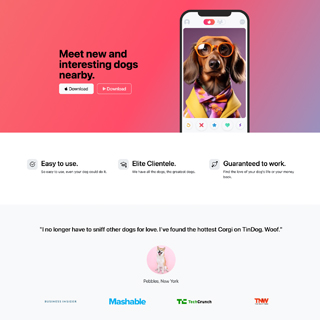 Meet new and
interesting dogs
nearby.
Download
Download
Easy to use.
Elite Clientele.
Guaranteed to work.
So easy to use, even your dog could do it.
We have all the dogs, the greatest dogs.
Find the love of your dog's life or your money
back.
"I no longer have to sniff other dogs for love. I've found the hottest Corgi on TinDog. Woof."
Pebbles, New York
BUSINESS INSIDER
Mashable
TechCrunch
TNW